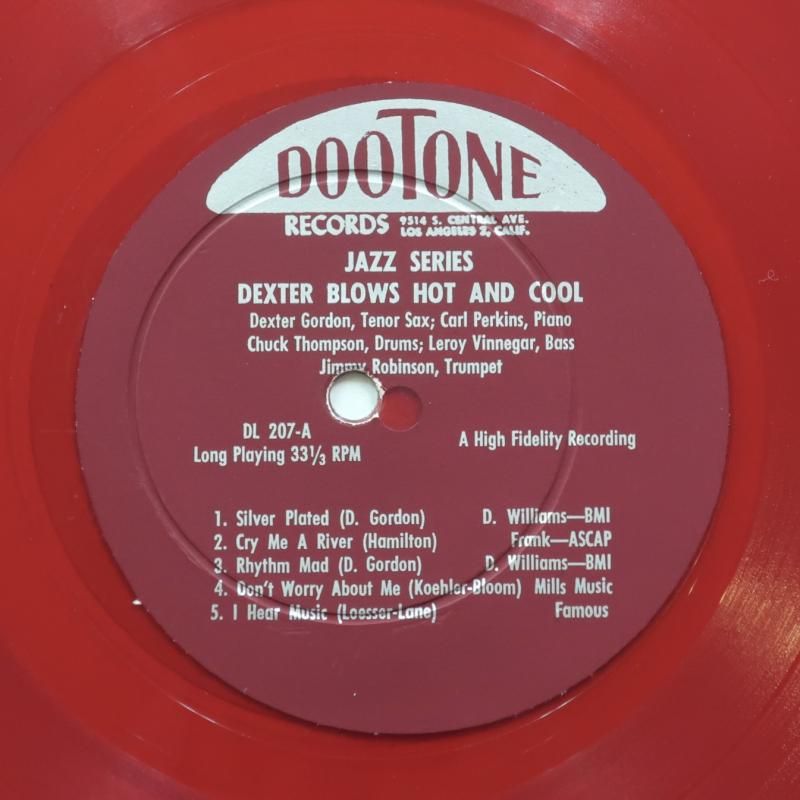 DOOTONE
RECORDS 9514 S. CENTRAL AVE.
LOS ANGELES 2, CALIF.
JAZZ SERIES
DEXTER BLOWS HOT AND COOL
Dexter Gordon, Tenor Sax; Carl Perkins, Piano
Chuck Thompson, Drums; Leroy Vinnegar, Bass
Jimmy Robinson, Trumpet
DL 207-A
Long Playing 33⅓ RPM
A High Fidelity Recording
1. Silver Plated (D. Gordon) D. Williams—BMI
2. Cry Me A River (Hamilton) Frank—ASCAP
3. Rhythm Mad (D. Gordon) D. Williams—BMI
4. Don't Worry About Me (Koehler-Bloom) Mills Music
5. I Hear Music (Loesser-Lane) Famous